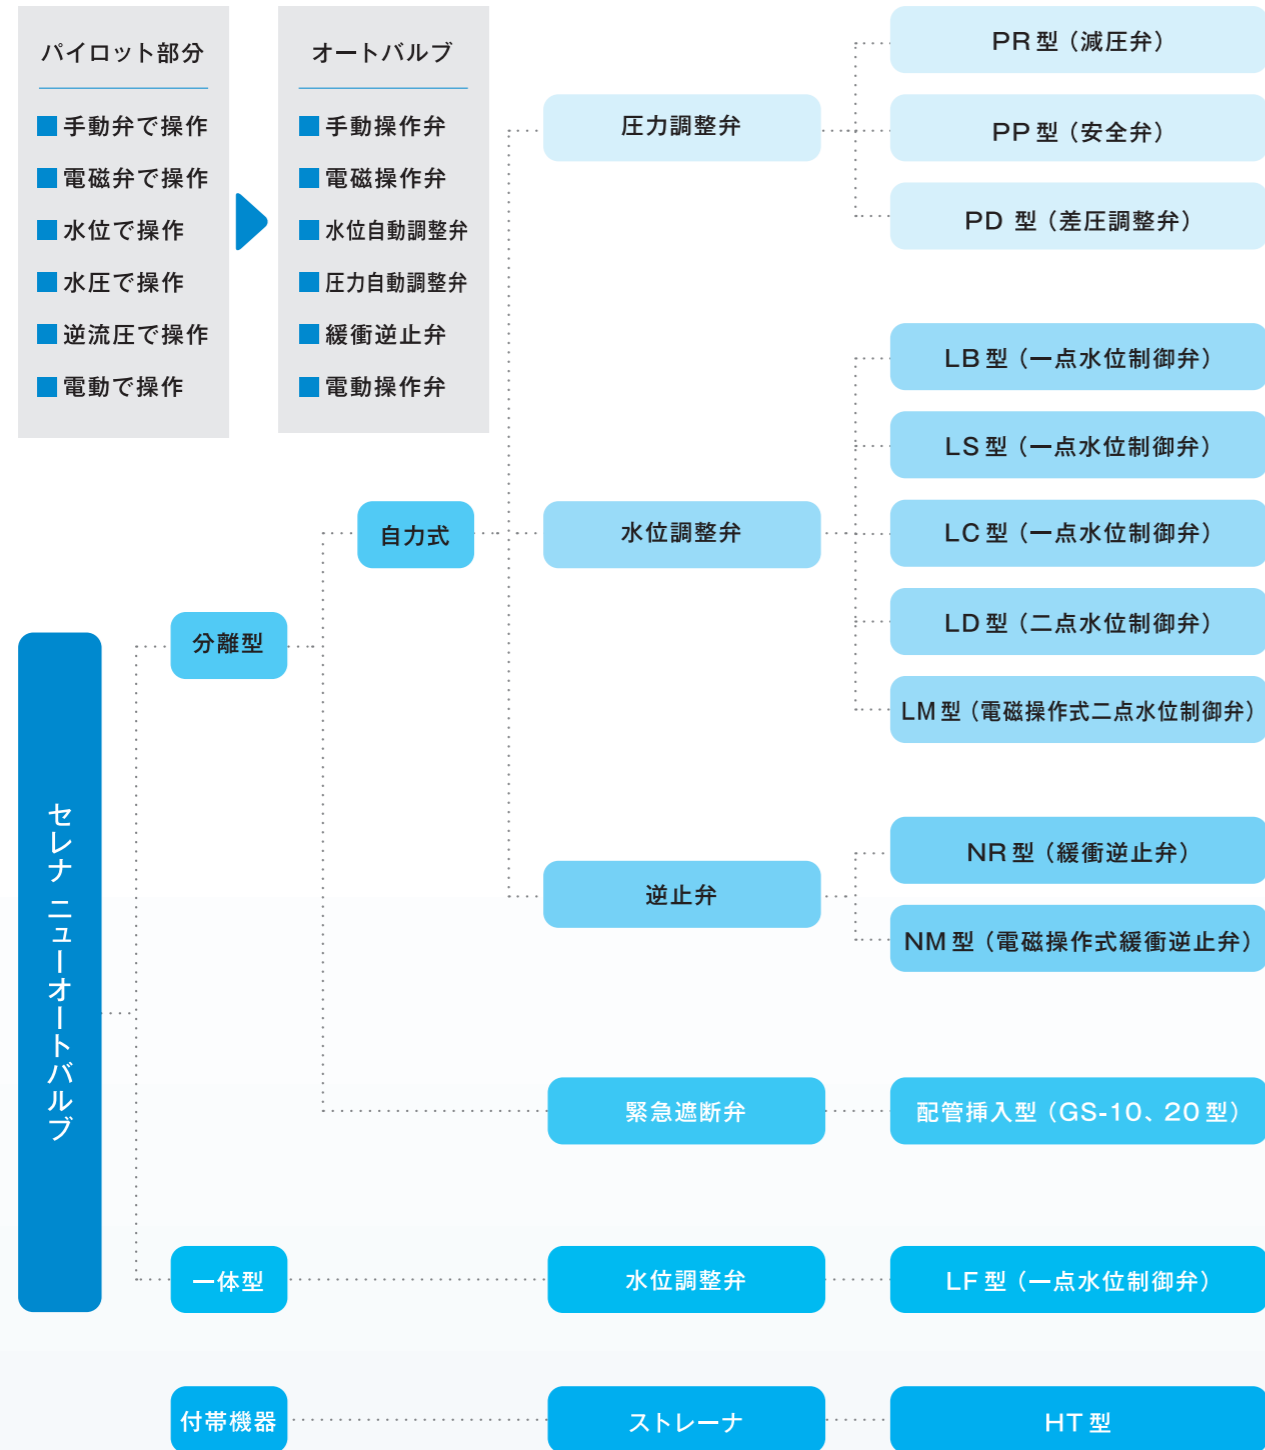 パイロット部分
■手動弁で操作
■電磁弁で操作
■水位で操作
■水圧で操作
■逆流圧で操作
■電動で操作
オートバルブ
■手動操作弁
■電磁操作弁
■水位自動調整弁
■圧力自動調整弁
■緩衝逆止弁
■電動操作弁
セレナ ニューオートバルブ
分離型
自力式
圧力調整弁
PR型（減圧弁）
PP型（安全弁）
PD 型（差圧調整弁）
水位調整弁
LB型（一点水位制御弁）
LS型（一点水位制御弁）
LC型（一点水位制御弁）
LD型（二点水位制御弁）
LM型（電磁操作式二点水位制御弁）
逆止弁
NR型（緩衝逆止弁）
NM型（電磁操作式緩衝逆止弁）
緊急遮断弁
配管挿入型（GS-10、20型）
一体型
水位調整弁
LF型（一点水位制御弁）
付帯機器
ストレーナ
HT型